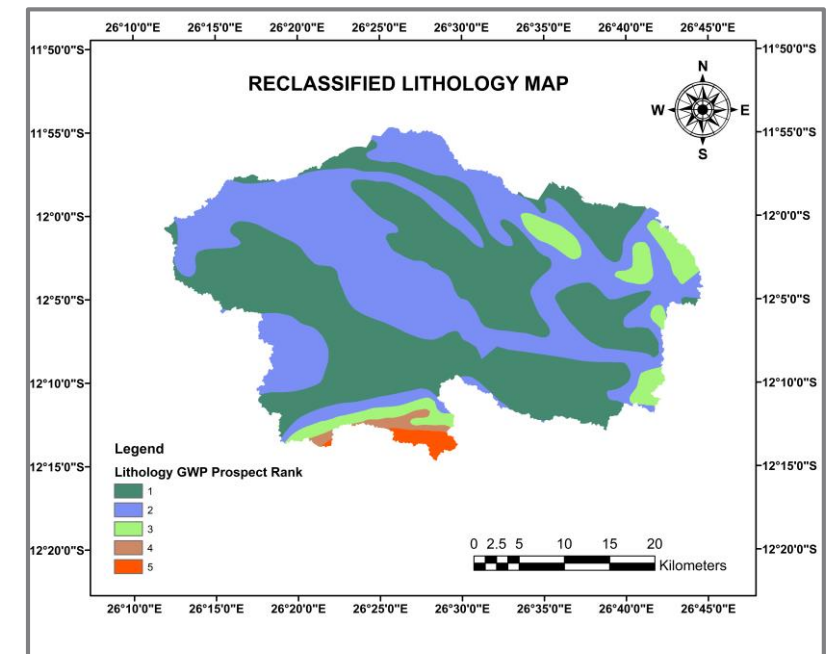 26°10'0"E 26°15'0"E 26°20'0"E 26°25'0"E 26°30'0"E 26°35'0"E 26°40'0"E 26°45'0"E
11°50'0"S 11°50'0"S
RECLASSIFIED LITHOLOGY MAP
N
W E
S
11°55'0"S 11°55'0"S
12°0'0"S 12°0'0"S
12°5'0"S 12°5'0"S
12°10'0"S 12°10'0"S
12°15'0"S 12°15'0"S
12°20'0"S 12°20'0"S
Legend
Lithology GWP Prospect Rank
1
2
3
4
5
0 2.5 5 10 15 20
Kilometers
26°10'0"E 26°15'0"E 26°20'0"E 26°25'0"E 26°30'0"E 26°35'0"E 26°40'0"E 26°45'0"E